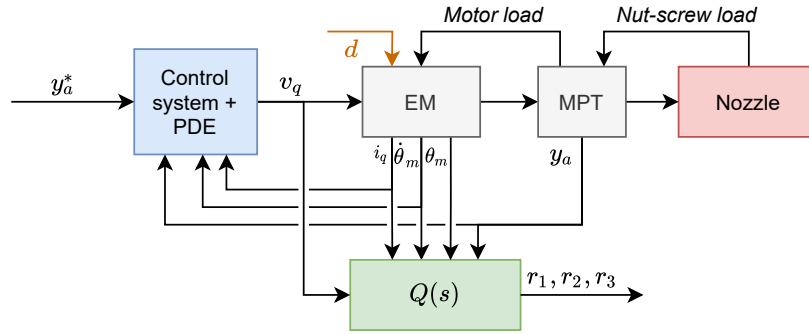 Motor load
Nut-screw load
d
y_a^*
Control
system +
PDE
v_q
EM
MPT
Nozzle
i_q
θ̇_m
θ_m
y_a
Q(s)
r_1, r_2, r_3